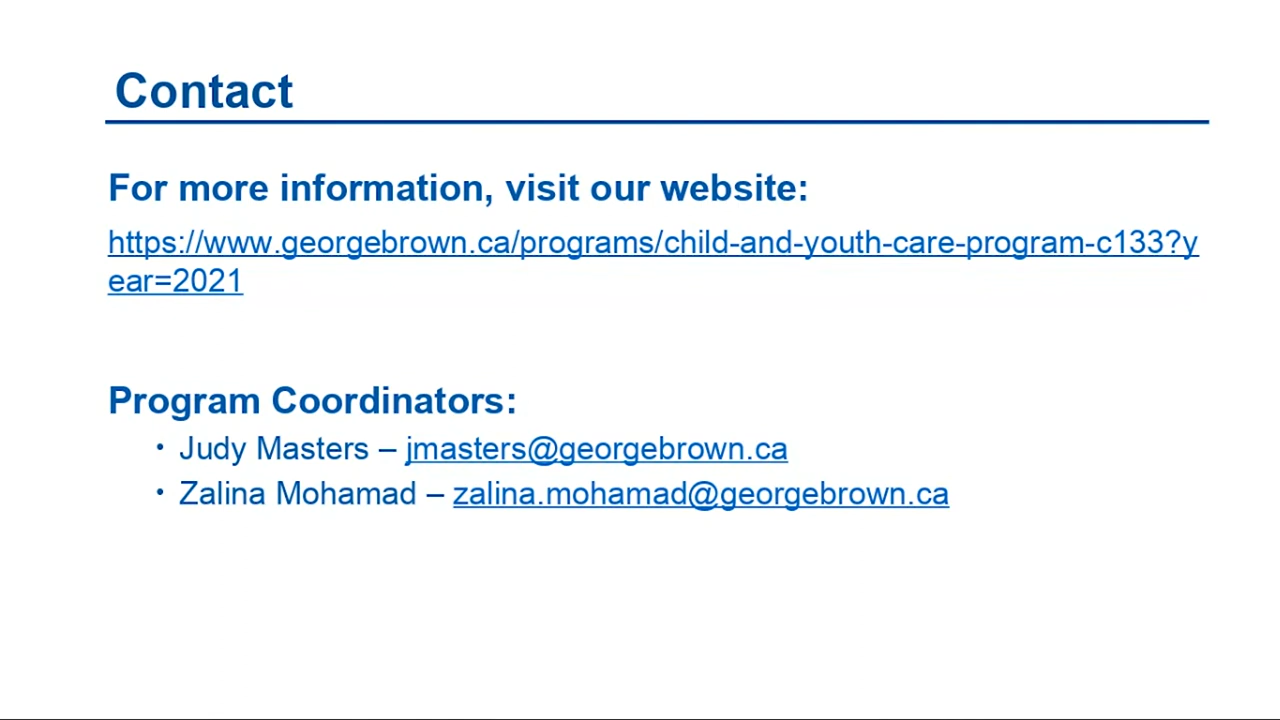 Contact
For more information, visit our website:
https://www.georgebrown.ca/programs/child-and-youth-care-program-c133?y
ear=2021
Program Coordinators:
• Judy Masters – jmasters@georgebrown.ca
• Zalina Mohamad – zalina.mohamad@georgebrown.ca